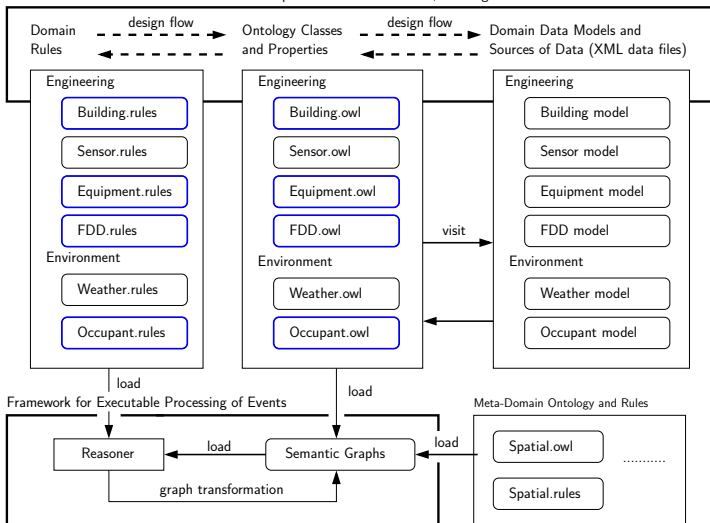 design flow
design flow
Domain
Rules
Ontology Classes
and Properties
Domain Data Models and
Sources of Data (XML data files)
Engineering
Building.rules
Sensor.rules
Equipment.rules
FDD.rules
Environment
Weather.rules
Occupant.rules
Engineering
Building.owl
Sensor.owl
Equipment.owl
FDD.owl
Environment
Weather.owl
Occupant.owl
visit
Engineering
Building model
Sensor model
Equipment model
FDD model
Environment
Weather model
Occupant model
load
load
Framework for Executable Processing of Events
Reasoner
load
Semantic Graphs
graph transformation
load
Meta-Domain Ontology and Rules
Spatial.owl
...........
Spatial.rules